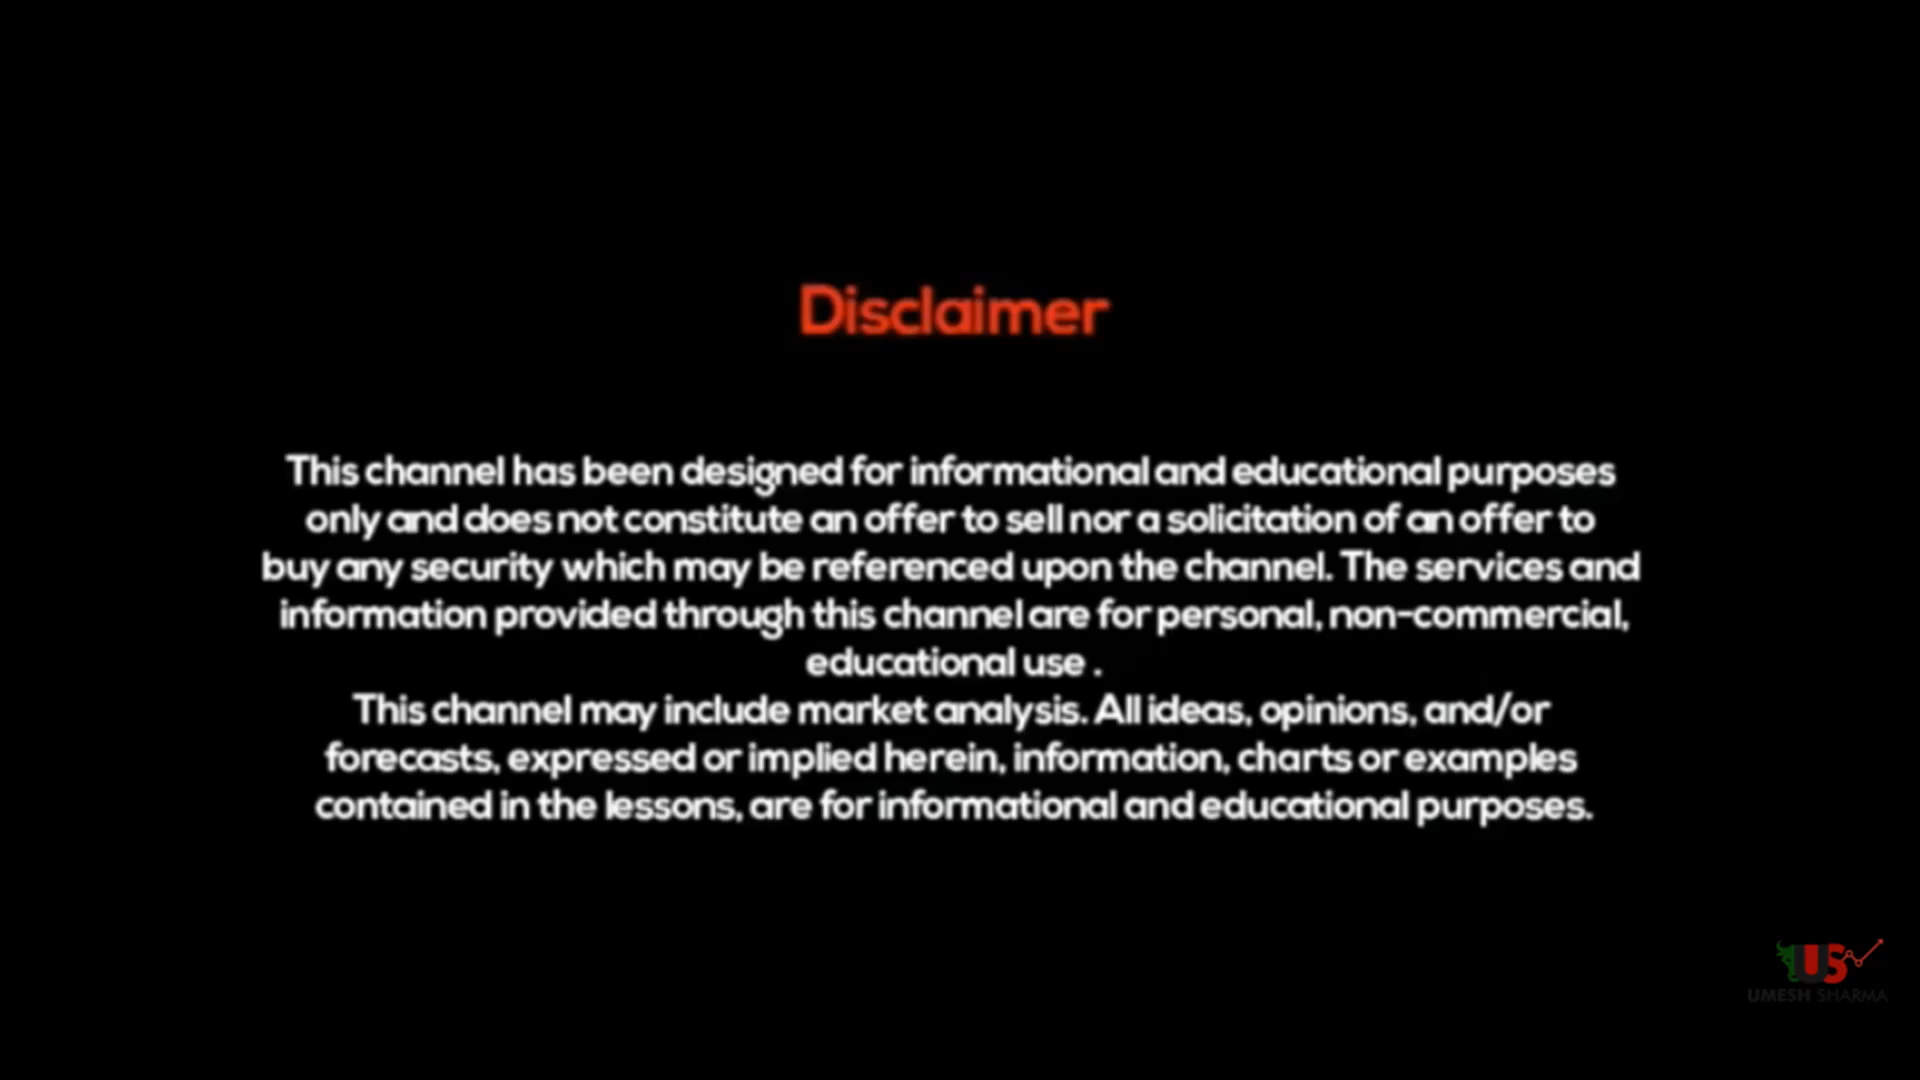 Disclaimer
This channel has been designed for informational and educational purposes
only and does not constitute an offer to sell nor a solicitation of an offer to
buy any security which may be referenced upon the channel. The services and
information provided through this channel are for personal, non-commercial,
educational use .
This channel may include market analysis. All ideas, opinions, and/or
forecasts, expressed or implied herein, information, charts or examples
contained in the lessons, are for informational and educational purposes.
US
UMESH SHARMA